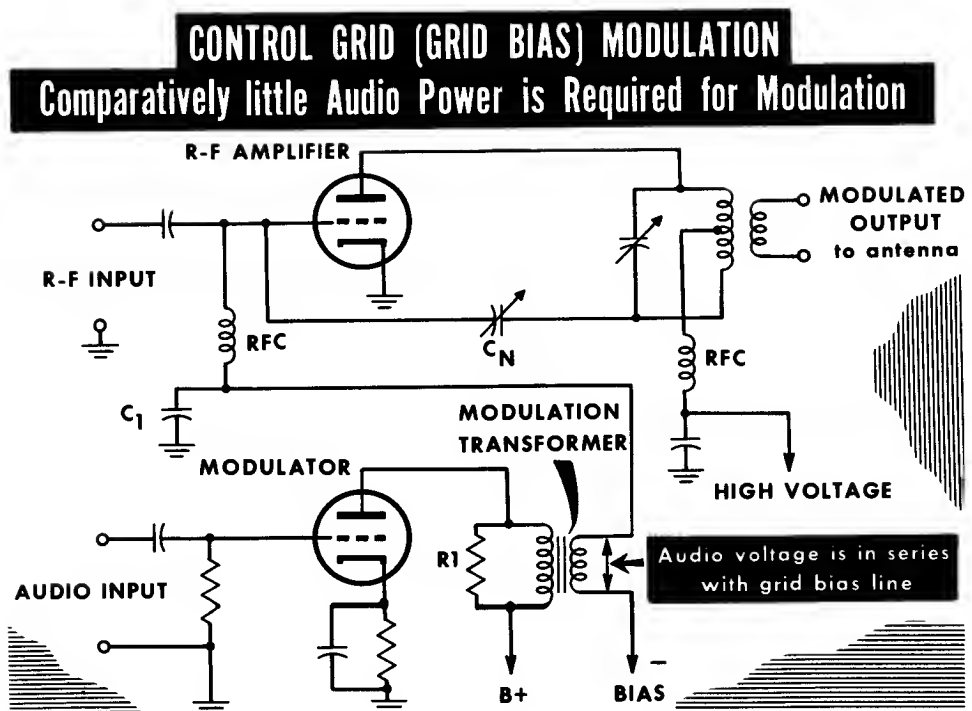 CONTROL GRID (GRID BIAS) MODULATION
Comparatively little Audio Power is Required for Modulation
R-F AMPLIFIER
MODULATED
OUTPUT
to antenna
R-F INPUT
RFC
CN
RFC
C1
MODULATION
TRANSFORMER
MODULATOR
HIGH VOLTAGE
R1
Audio voltage is in series
with grid bias line
AUDIO INPUT
B+
–
BIAS